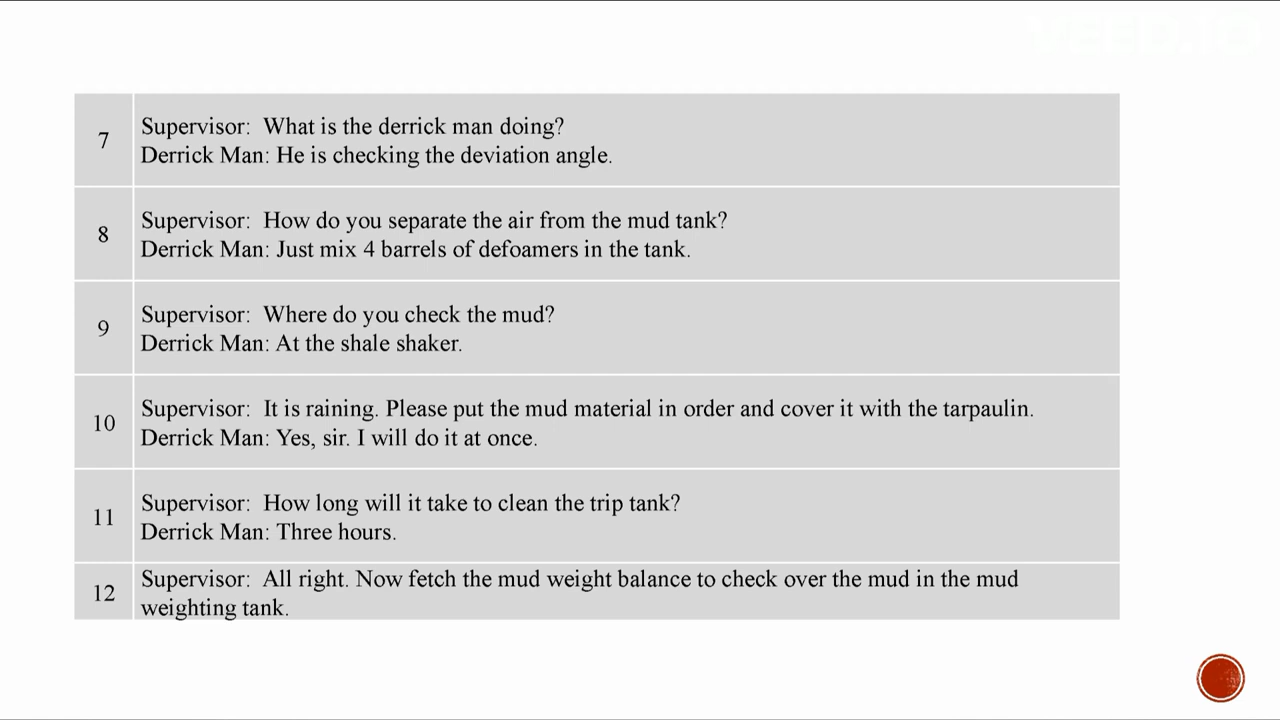 VEED.IO
7
Supervisor: What is the derrick man doing?
Derrick Man: He is checking the deviation angle.
8
Supervisor: How do you separate the air from the mud tank?
Derrick Man: Just mix 4 barrels of defoamers in the tank.
9
Supervisor: Where do you check the mud?
Derrick Man: At the shale shaker.
10
Supervisor: It is raining. Please put the mud material in order and cover it with the tarpaulin.
Derrick Man: Yes, sir. I will do it at once.
11
Supervisor: How long will it take to clean the trip tank?
Derrick Man: Three hours.
12
Supervisor: All right. Now fetch the mud weight balance to check over the mud in the mud
weighting tank.